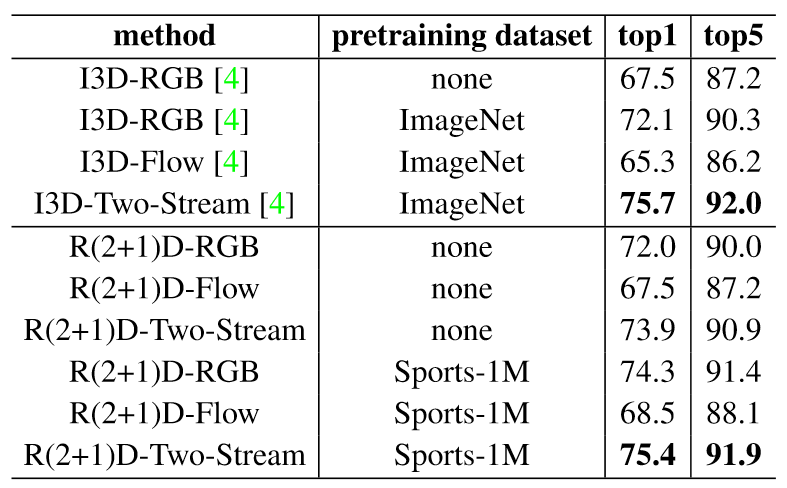 method pretraining dataset top1 top5
I3D-RGB [4] none 67.5 87.2
I3D-RGB [4] ImageNet 72.1 90.3
I3D-Flow [4] ImageNet 65.3 86.2
I3D-Two-Stream [4] ImageNet 75.7 92.0
R(2+1)D-RGB none 72.0 90.0
R(2+1)D-Flow none 67.5 87.2
R(2+1)D-Two-Stream none 73.9 90.9
R(2+1)D-RGB Sports-1M 74.3 91.4
R(2+1)D-Flow Sports-1M 68.5 88.1
R(2+1)D-Two-Stream Sports-1M 75.4 91.9